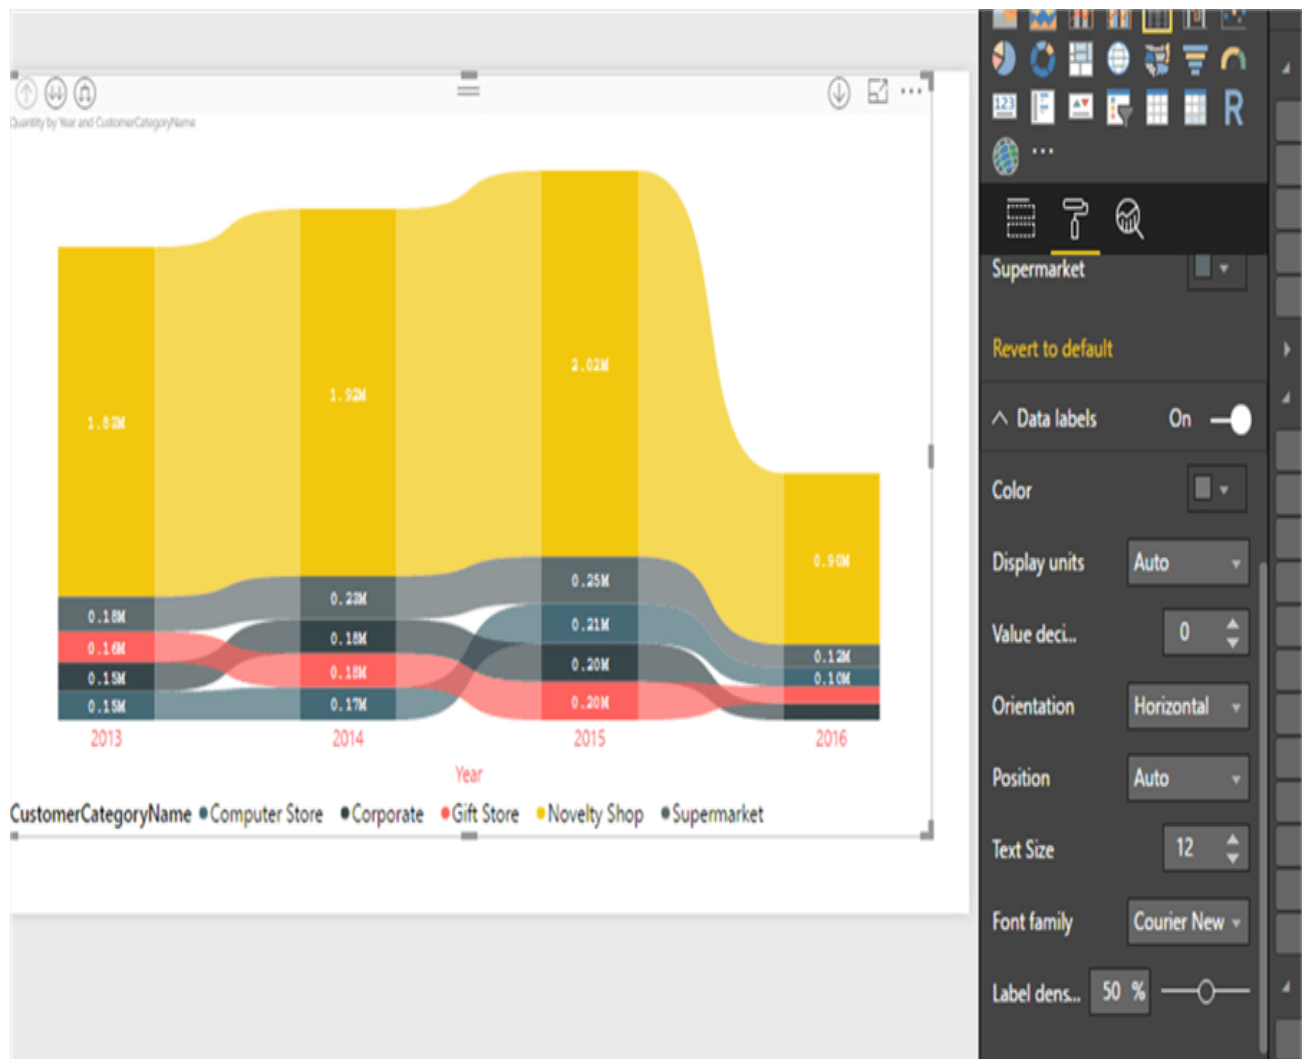 Quantity by Year and CustomerCategoryName
1.82M
1.92M
2.02M
0.90M
0.18M
0.23M
0.25M
0.12M
0.16M
0.18M
0.21M
0.10M
0.15M
0.18M
0.20M
0.15M
0.17M
0.20M
2013
2014
2015
2016
Year
CustomerCategoryName Computer Store Corporate Gift Store Novelty Shop Supermarket
123
R
Supermarket
Revert to default
Data labels On
Color
Display units Auto
Value deci... 0
Orientation Horizontal
Position Auto
Text Size 12
Font family Courier New
Label dens... 50 %